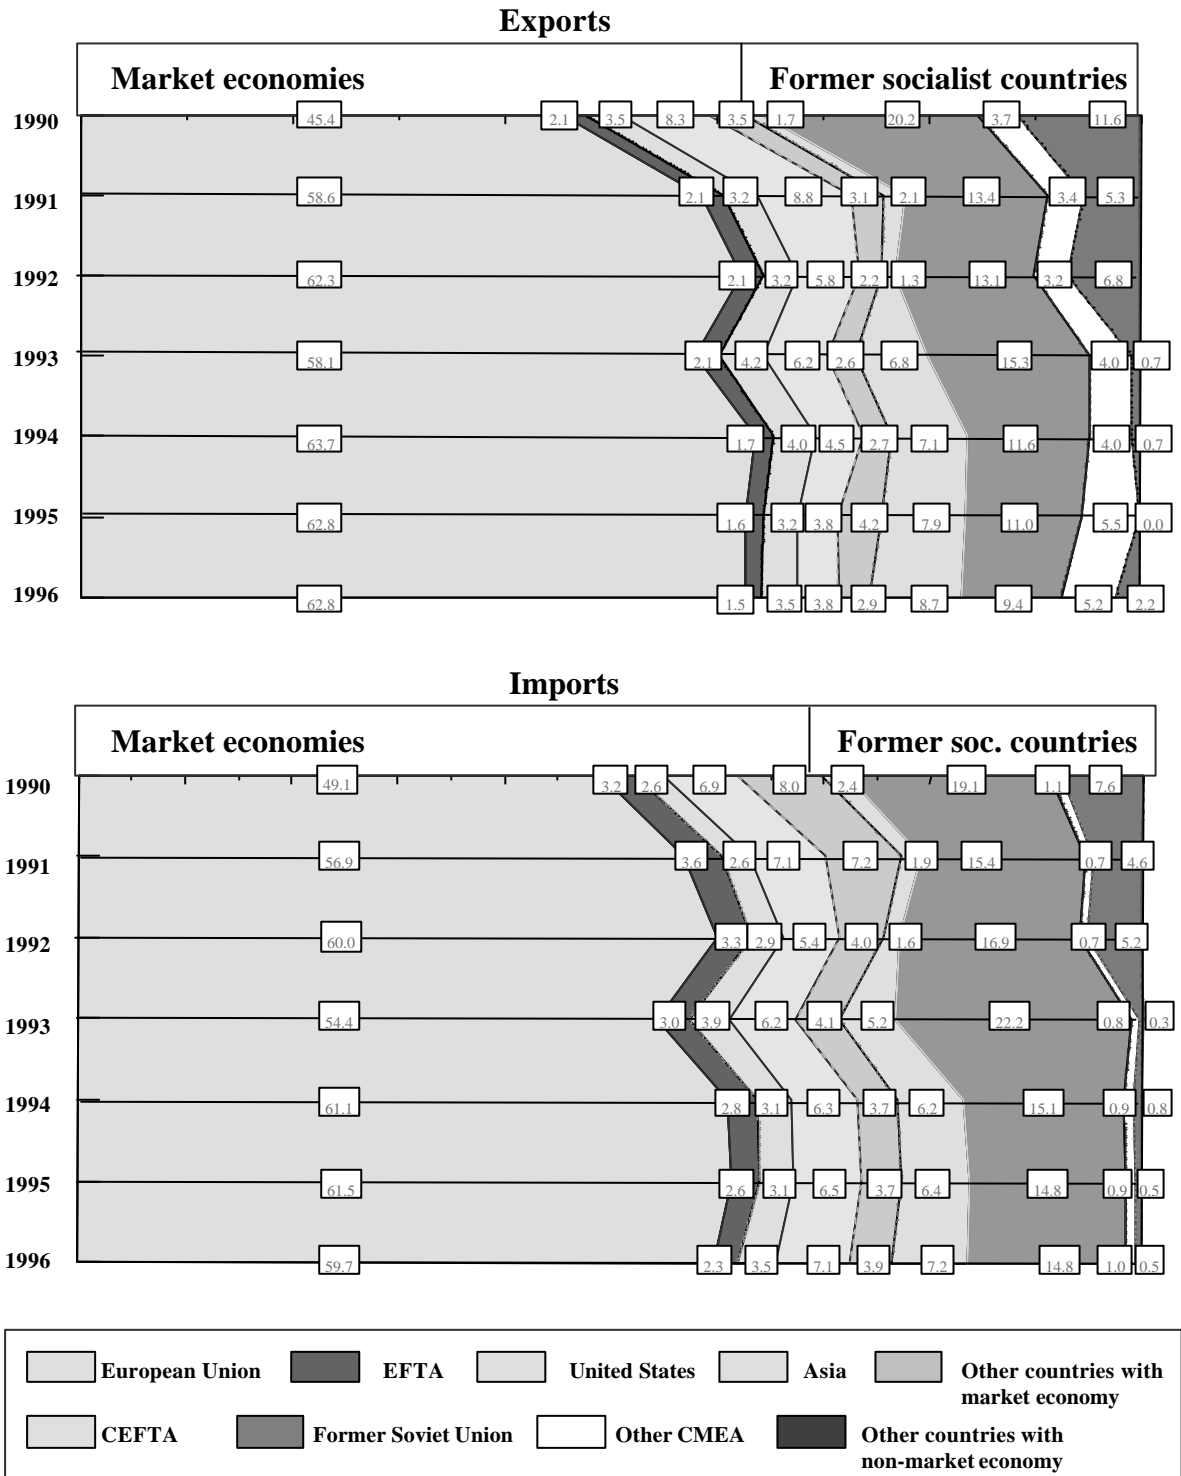 Exports
Market economies Former socialist countries
1990 45.4 2.1 3.5 8.3 3.5 1.7 20.2 3.7 11.6
1991 58.6 2.1 3.2 8.8 3.1 2.1 13.4 3.4 5.3
1992 62.3 2.1 3.2 5.8 2.2 1.3 13.1 3.2 6.8
1993 58.1 2.1 4.2 6.2 2.6 6.8 15.3 4.0 0.7
1994 63.7 1.7 4.0 4.5 2.7 7.1 11.6 4.0 0.7
1995 62.8 1.6 3.2 3.8 4.2 7.9 11.0 5.5 0.0
1996 62.8 1.5 3.5 3.8 2.9 8.7 9.4 5.2 2.2
Imports
Market economies Former soc. countries
1990 49.1 3.2 2.6 6.9 8.0 2.4 19.1 1.1 7.6
1991 56.9 3.6 2.6 7.1 7.2 1.9 15.4 0.7 4.6
1992 60.0 3.3 2.9 5.4 4.0 1.6 16.9 0.7 5.2
1993 54.4 3.0 3.9 6.2 4.1 5.2 22.2 0.8 0.3
1994 61.1 2.8 3.1 6.3 3.7 6.2 15.1 0.9 0.8
1995 61.5 2.6 3.1 6.5 3.7 6.4 14.8 0.9 0.5
1996 59.7 2.3 3.5 7.1 3.9 7.2 14.8 1.0 0.5
European Union EFTA United States Asia Other countries with
market economy
CEFTA Former Soviet Union Other CMEA Other countries with
non-market economy